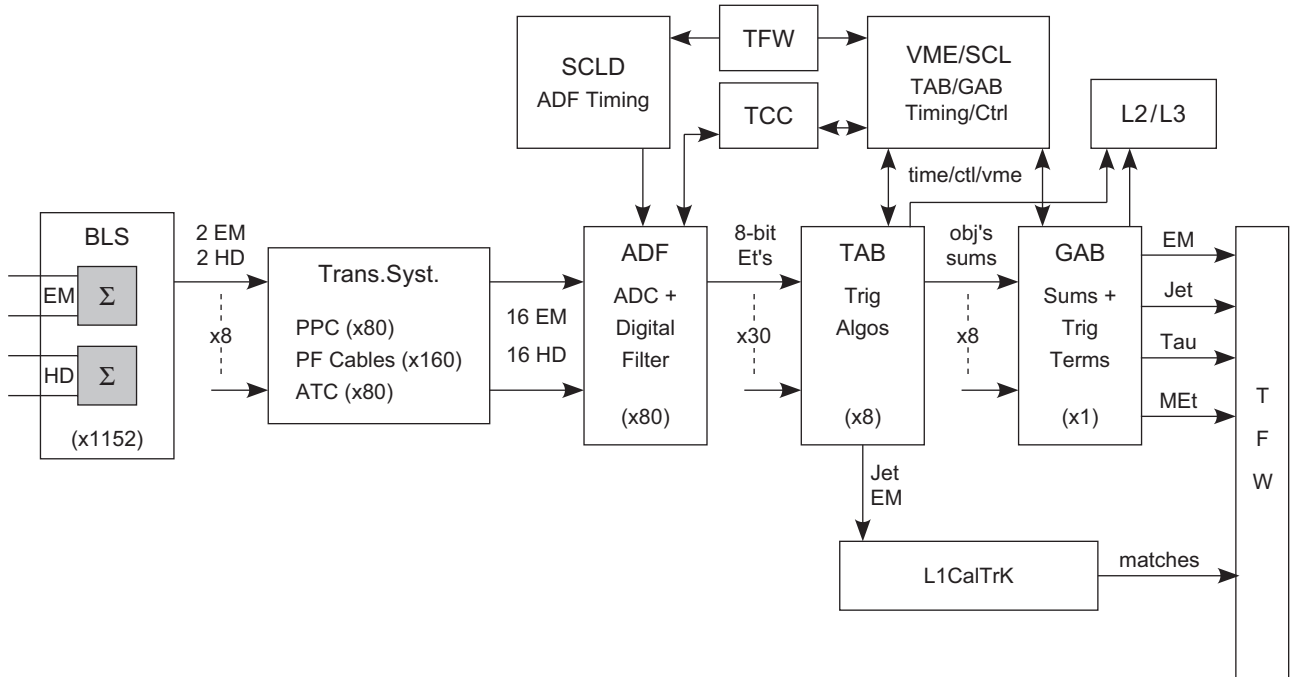 SCLD
ADF Timing
TFW
TCC
VME/SCL
TAB/GAB
Timing/Ctrl
L2/L3
time/ctl/vme
BLS
EM
Σ
HD
Σ
(x1152)
2 EM
2 HD
x8
Trans.Syst.
PPC (x80)
PF Cables (x160)
ATC (x80)
16 EM
16 HD
ADF
ADC +
Digital
Filter
(x80)
8-bit
Et's
x30
TAB
Trig
Algos
(x8)
obj's
sums
x8
GAB
Sums +
Trig
Terms
(x1)
EM
Jet
Tau
MEt
T
F
W
Jet
EM
L1CalTrK
matches